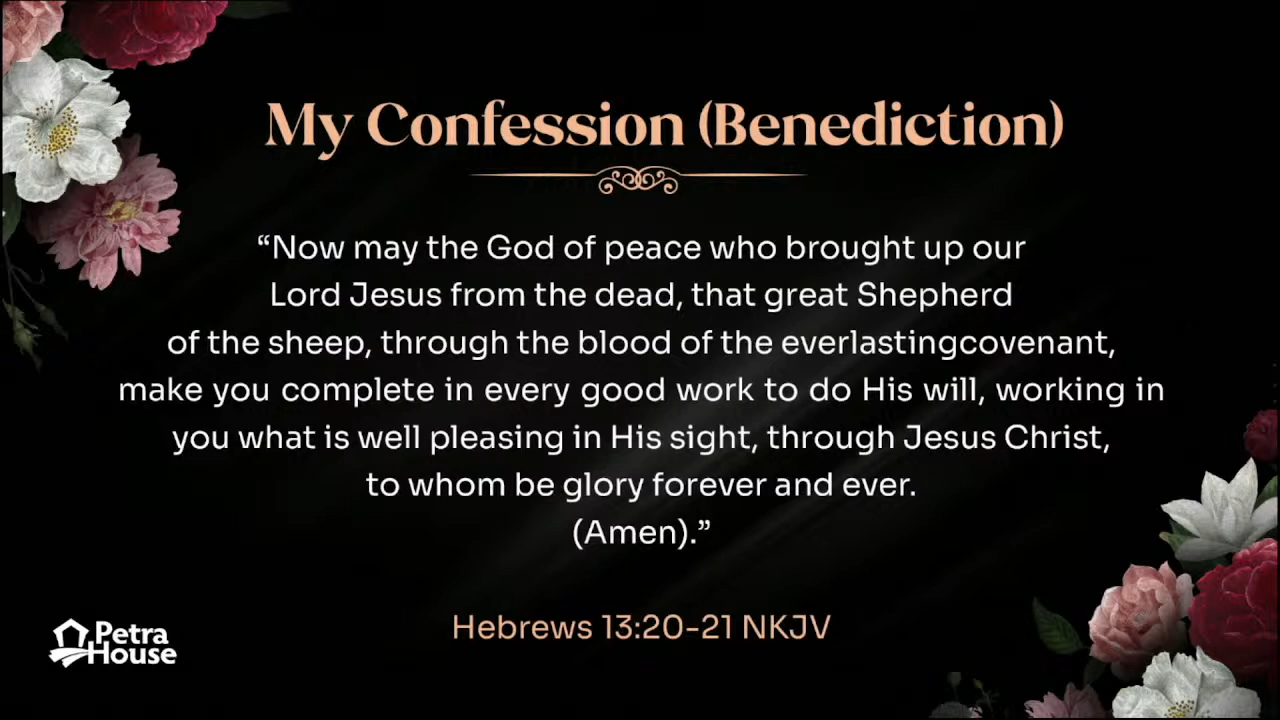 My Confession (Benediction)
“Now may the God of peace who brought up our
Lord Jesus from the dead, that great Shepherd
of the sheep, through the blood of the everlastingcovenant,
make you complete in every good work to do His will, working in
you what is well pleasing in His sight, through Jesus Christ,
to whom be glory forever and ever.
(Amen).”
Hebrews 13:20-21 NKJV
Petra
House